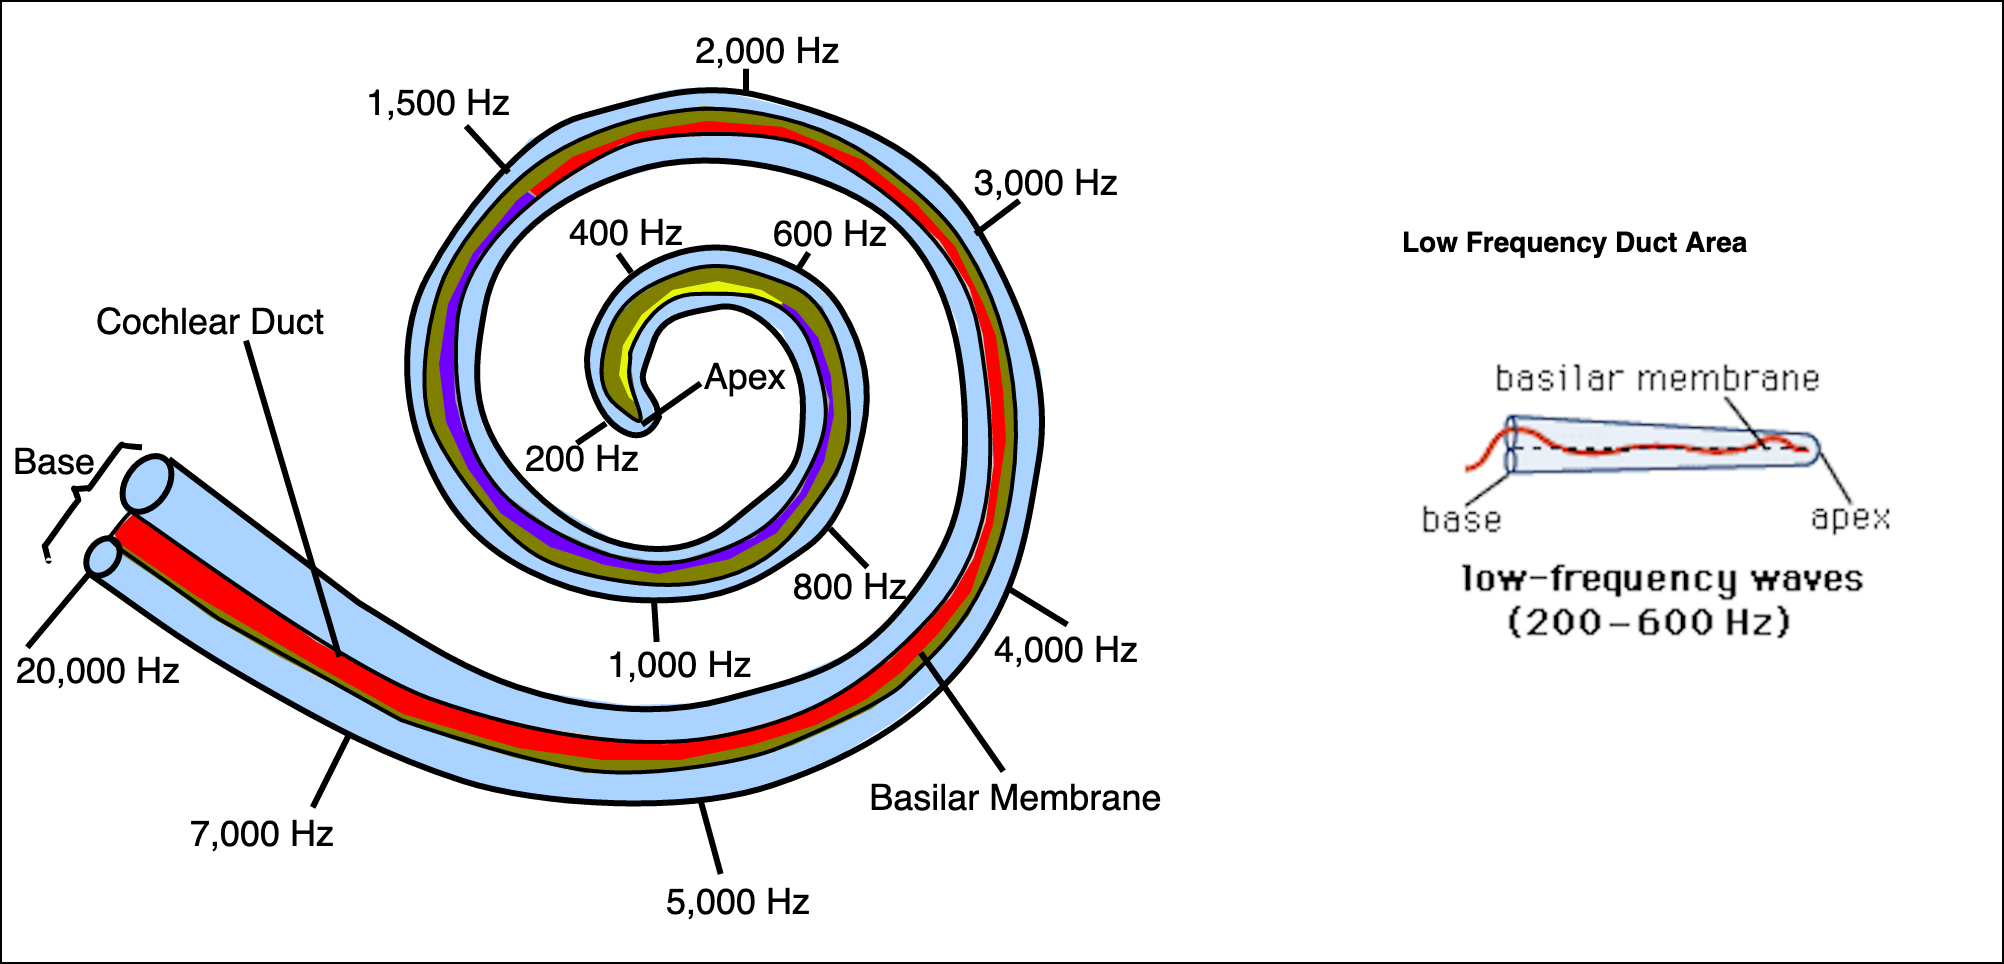 2,000 Hz
1,500 Hz
3,000 Hz
400 Hz
600 Hz
Cochlear Duct
Apex
Base
200 Hz
800 Hz
1,000 Hz
4,000 Hz
20,000 Hz
Basilar Membrane
7,000 Hz
5,000 Hz
Low Frequency Duct Area
basilar membrane
base
apex
low-frequency waves
(200–600 Hz)